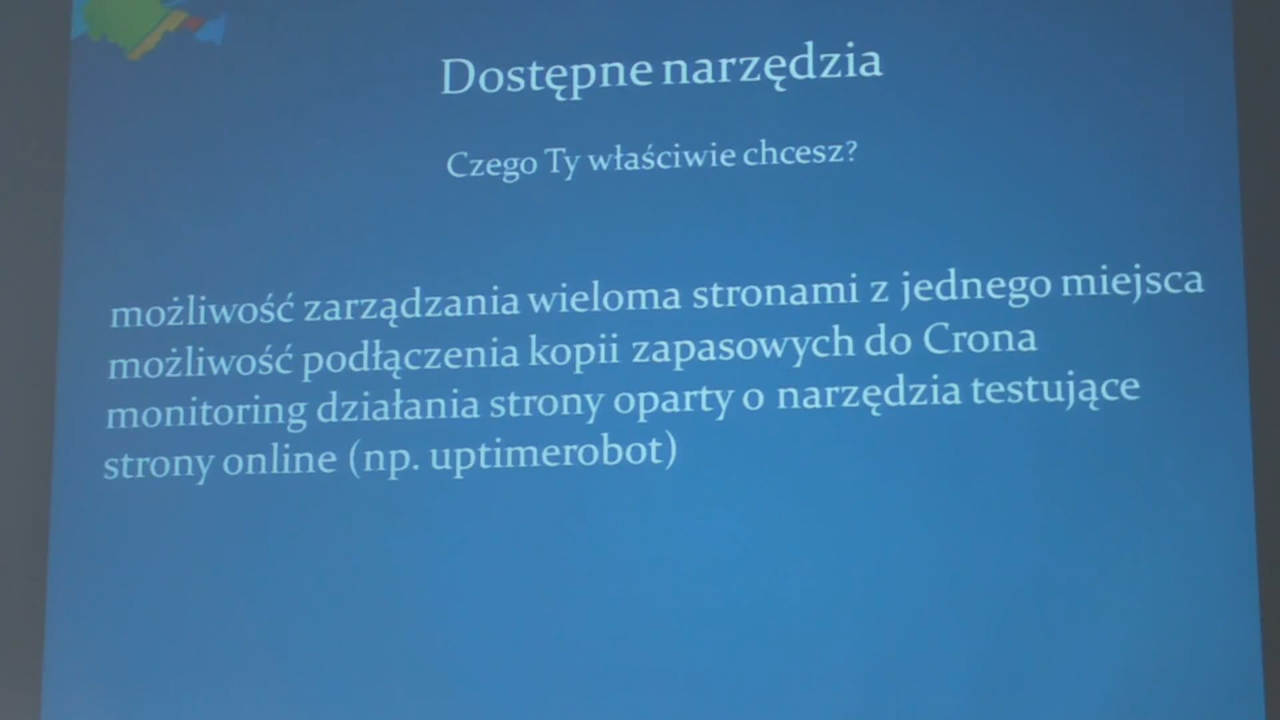 Dostępne narzędzia
Czego Ty właściwie chcesz?
możliwość zarządzania wieloma stronami z jednego miejsca
możliwość podłączenia kopii zapasowych do Crona
monitoring działania strony oparty o narzędzia testujące
strony online (np. uptimerobot)